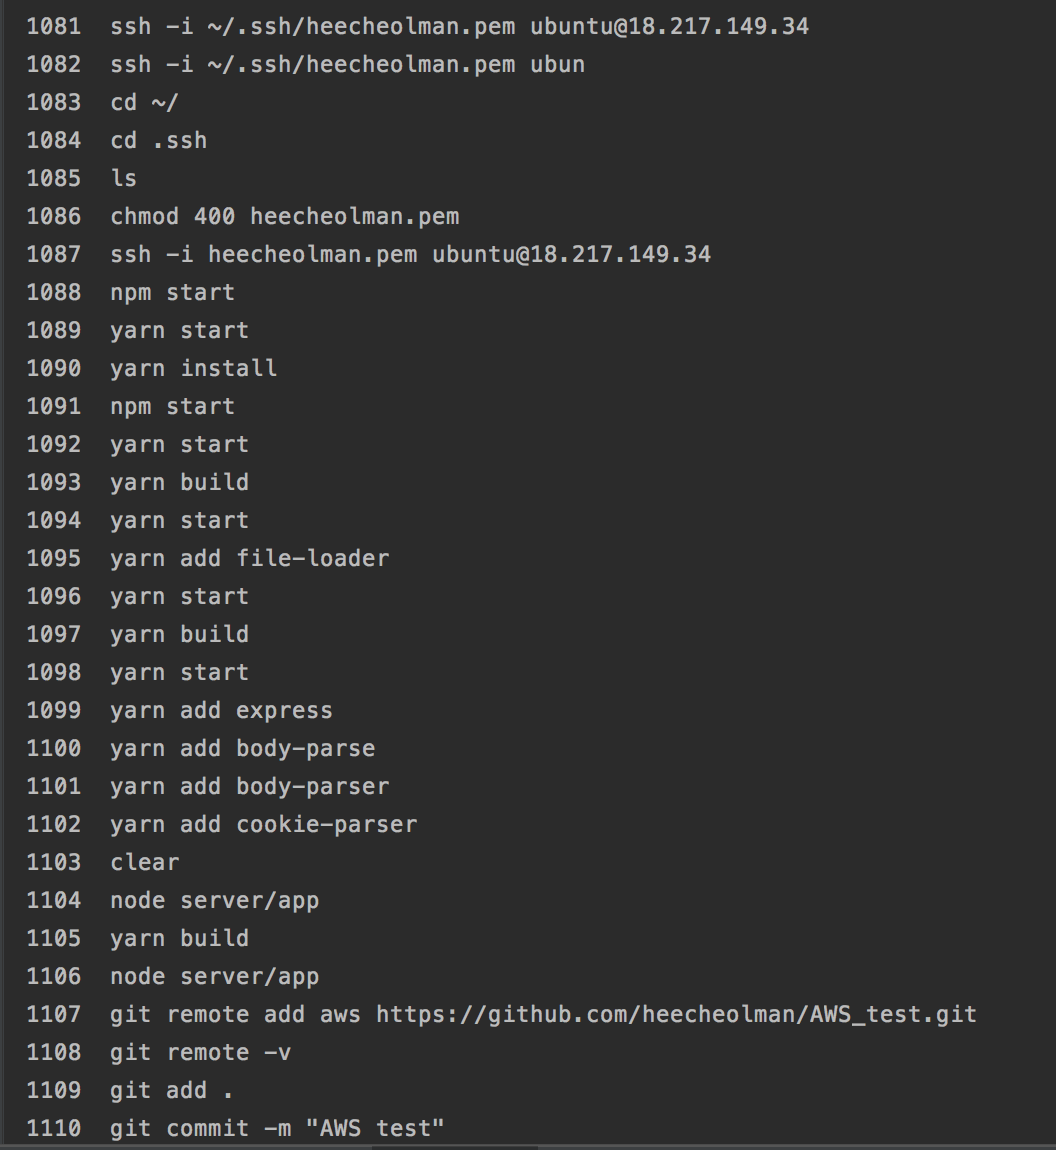 1081  ssh -i ~/.ssh/heecheolman.pem ubuntu@18.217.149.34
1082  ssh -i ~/.ssh/heecheolman.pem ubun
1083  cd ~/
1084  cd .ssh
1085  ls
1086  chmod 400 heecheolman.pem
1087  ssh -i heecheolman.pem ubuntu@18.217.149.34
1088  npm start
1089  yarn start
1090  yarn install
1091  npm start
1092  yarn start
1093  yarn build
1094  yarn start
1095  yarn add file-loader
1096  yarn start
1097  yarn build
1098  yarn start
1099  yarn add express
1100  yarn add body-parse
1101  yarn add body-parser
1102  yarn add cookie-parser
1103  clear
1104  node server/app
1105  yarn build
1106  node server/app
1107  git remote add aws https://github.com/heecheolman/AWS_test.git
1108  git remote -v
1109  git add .
1110  git commit -m "AWS test"